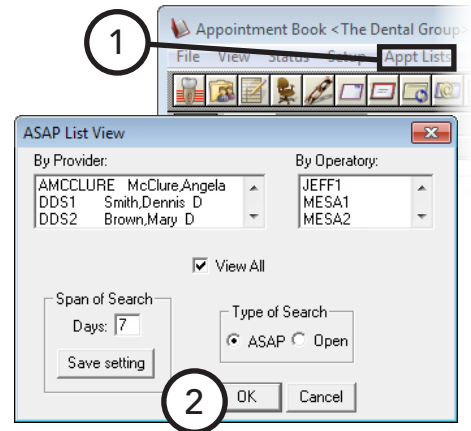 1
Appointment Book <The Dental Group>
File View Status Setup Appt Lists
ASAP List View
By Provider: By Operatory:
AMCCLURE McClure,Angela JEFF1
DDS1 Smith,Dennis D MESA1
DDS2 Brown,Mary D MESA2
View All
Span of Search Type of Search
Days: 7 ASAP Open
Save setting
2 OK Cancel